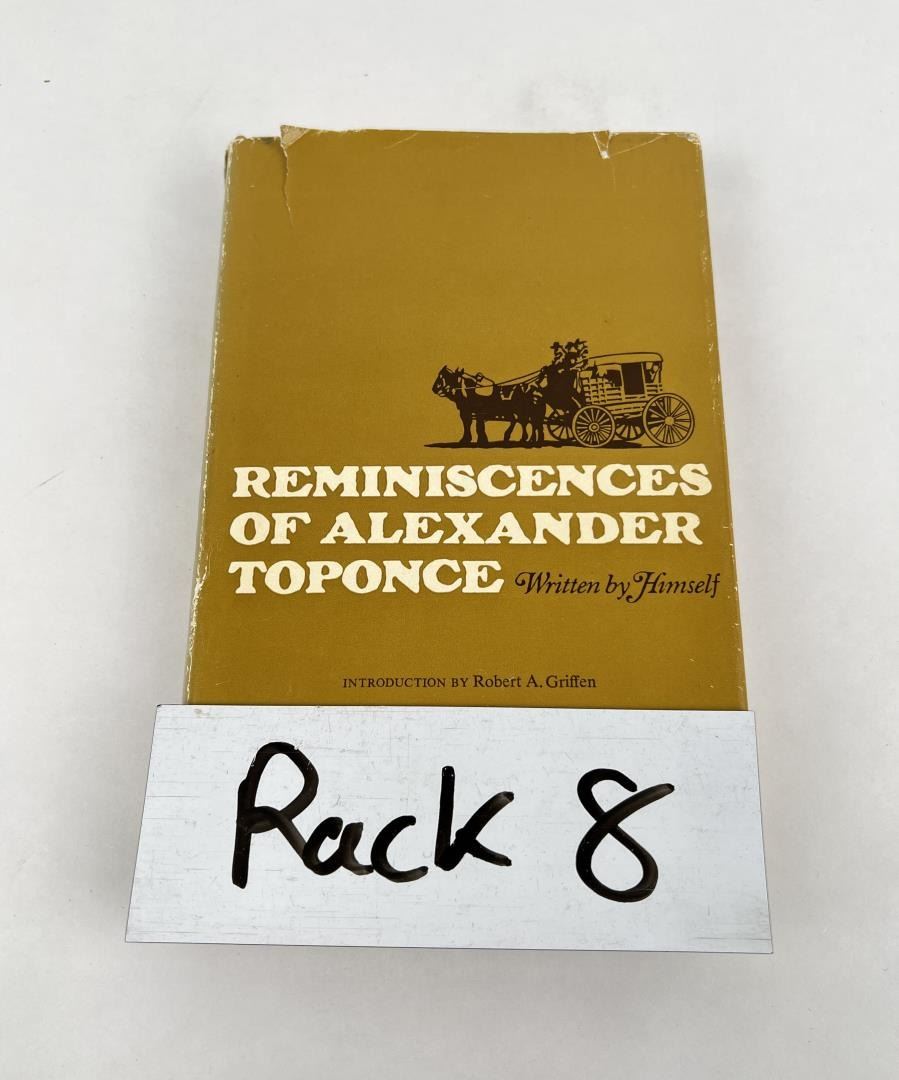 REMINISCENCES
OF ALEXANDER
TOPONCE Written by Himself
INTRODUCTION BY Robert A. Griffen
Rack 8